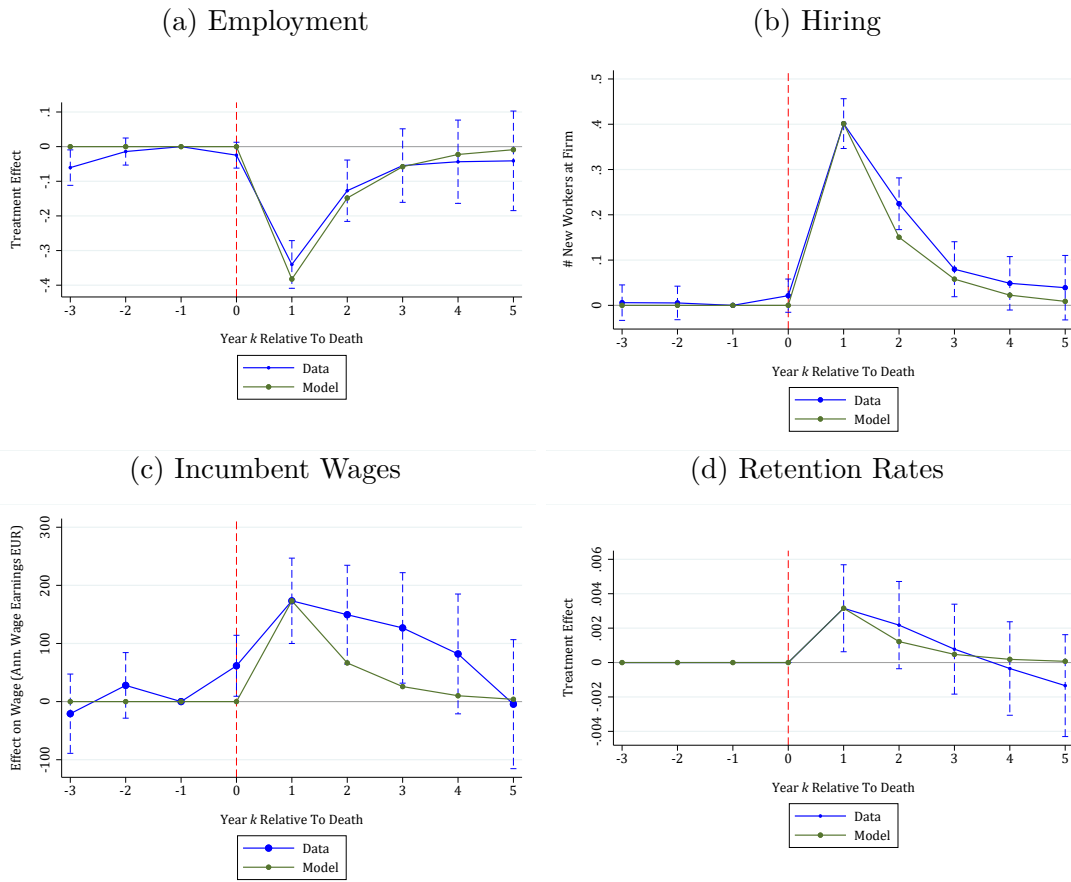 (a) Employment
Treatment Effect
.1
0
-.1
-.2
-.3
-.4
-3 -2 -1 0 1 2 3 4 5
Year k Relative To Death
Data
Model
(b) Hiring
# New Workers at Firm
.5
.4
.3
.2
.1
0
-3 -2 -1 0 1 2 3 4 5
Year k Relative To Death
Data
Model
(c) Incumbent Wages
Effect on Wage (Ann. Wage Earnings EUR)
300
200
100
0
-100
-3 -2 -1 0 1 2 3 4 5
Year k Relative To Death
Data
Model
(d) Retention Rates
Treatment Effect
.006
.004
.002
0
-.002
-.004
-3 -2 -1 0 1 2 3 4 5
Year k Relative To Death
Data
Model